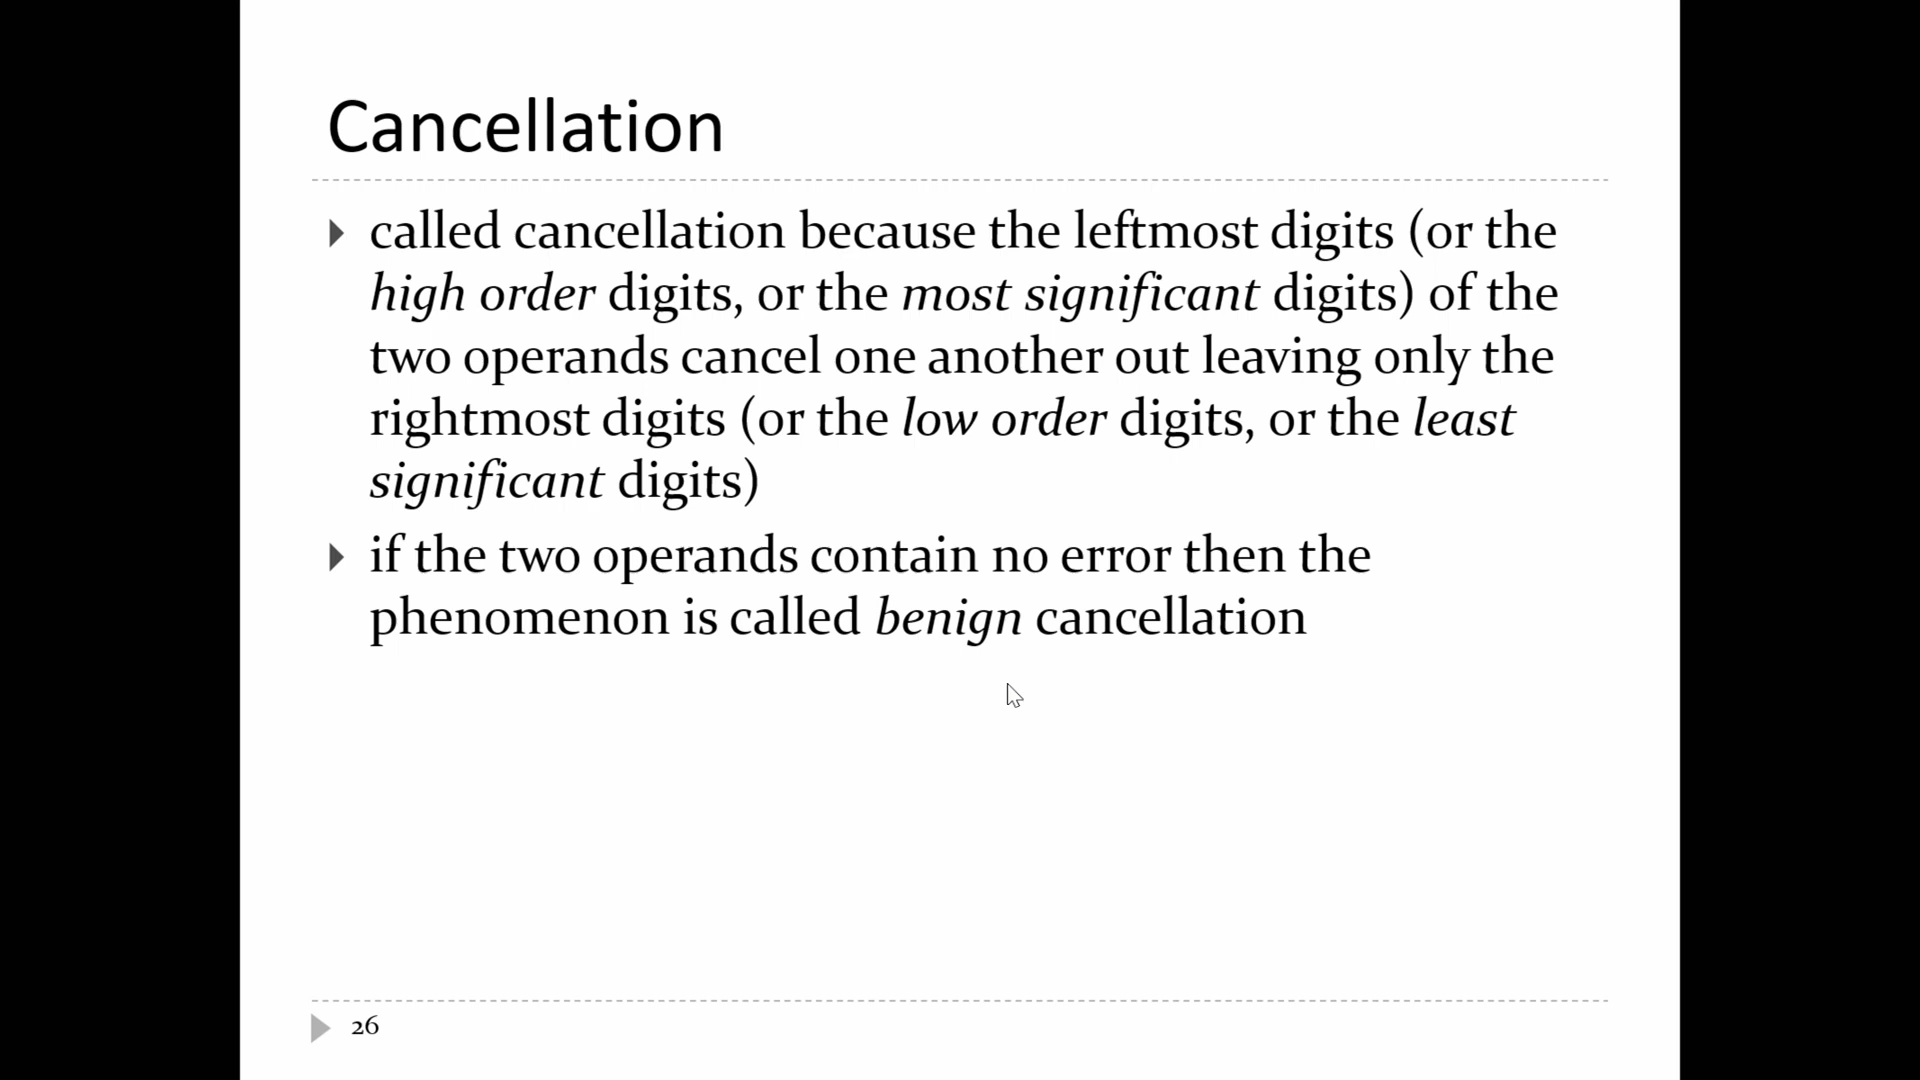 Cancellation
called cancellation because the leftmost digits (or the
high order digits, or the most significant digits) of the
two operands cancel one another out leaving only the
rightmost digits (or the low order digits, or the least
significant digits)
if the two operands contain no error then the
phenomenon is called benign cancellation
26